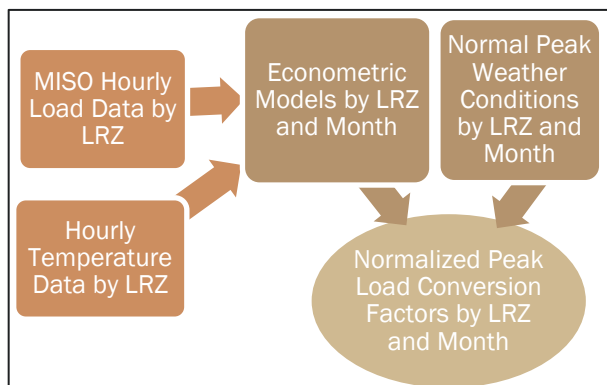 MISO Hourly
Load Data by
LRZ
Hourly
Temperature
Data by LRZ
Econometric
Models by LRZ
and Month
Normal Peak
Weather
Conditions
by LRZ and
Month
Normalized Peak
Load Conversion
Factors by LRZ
and Month